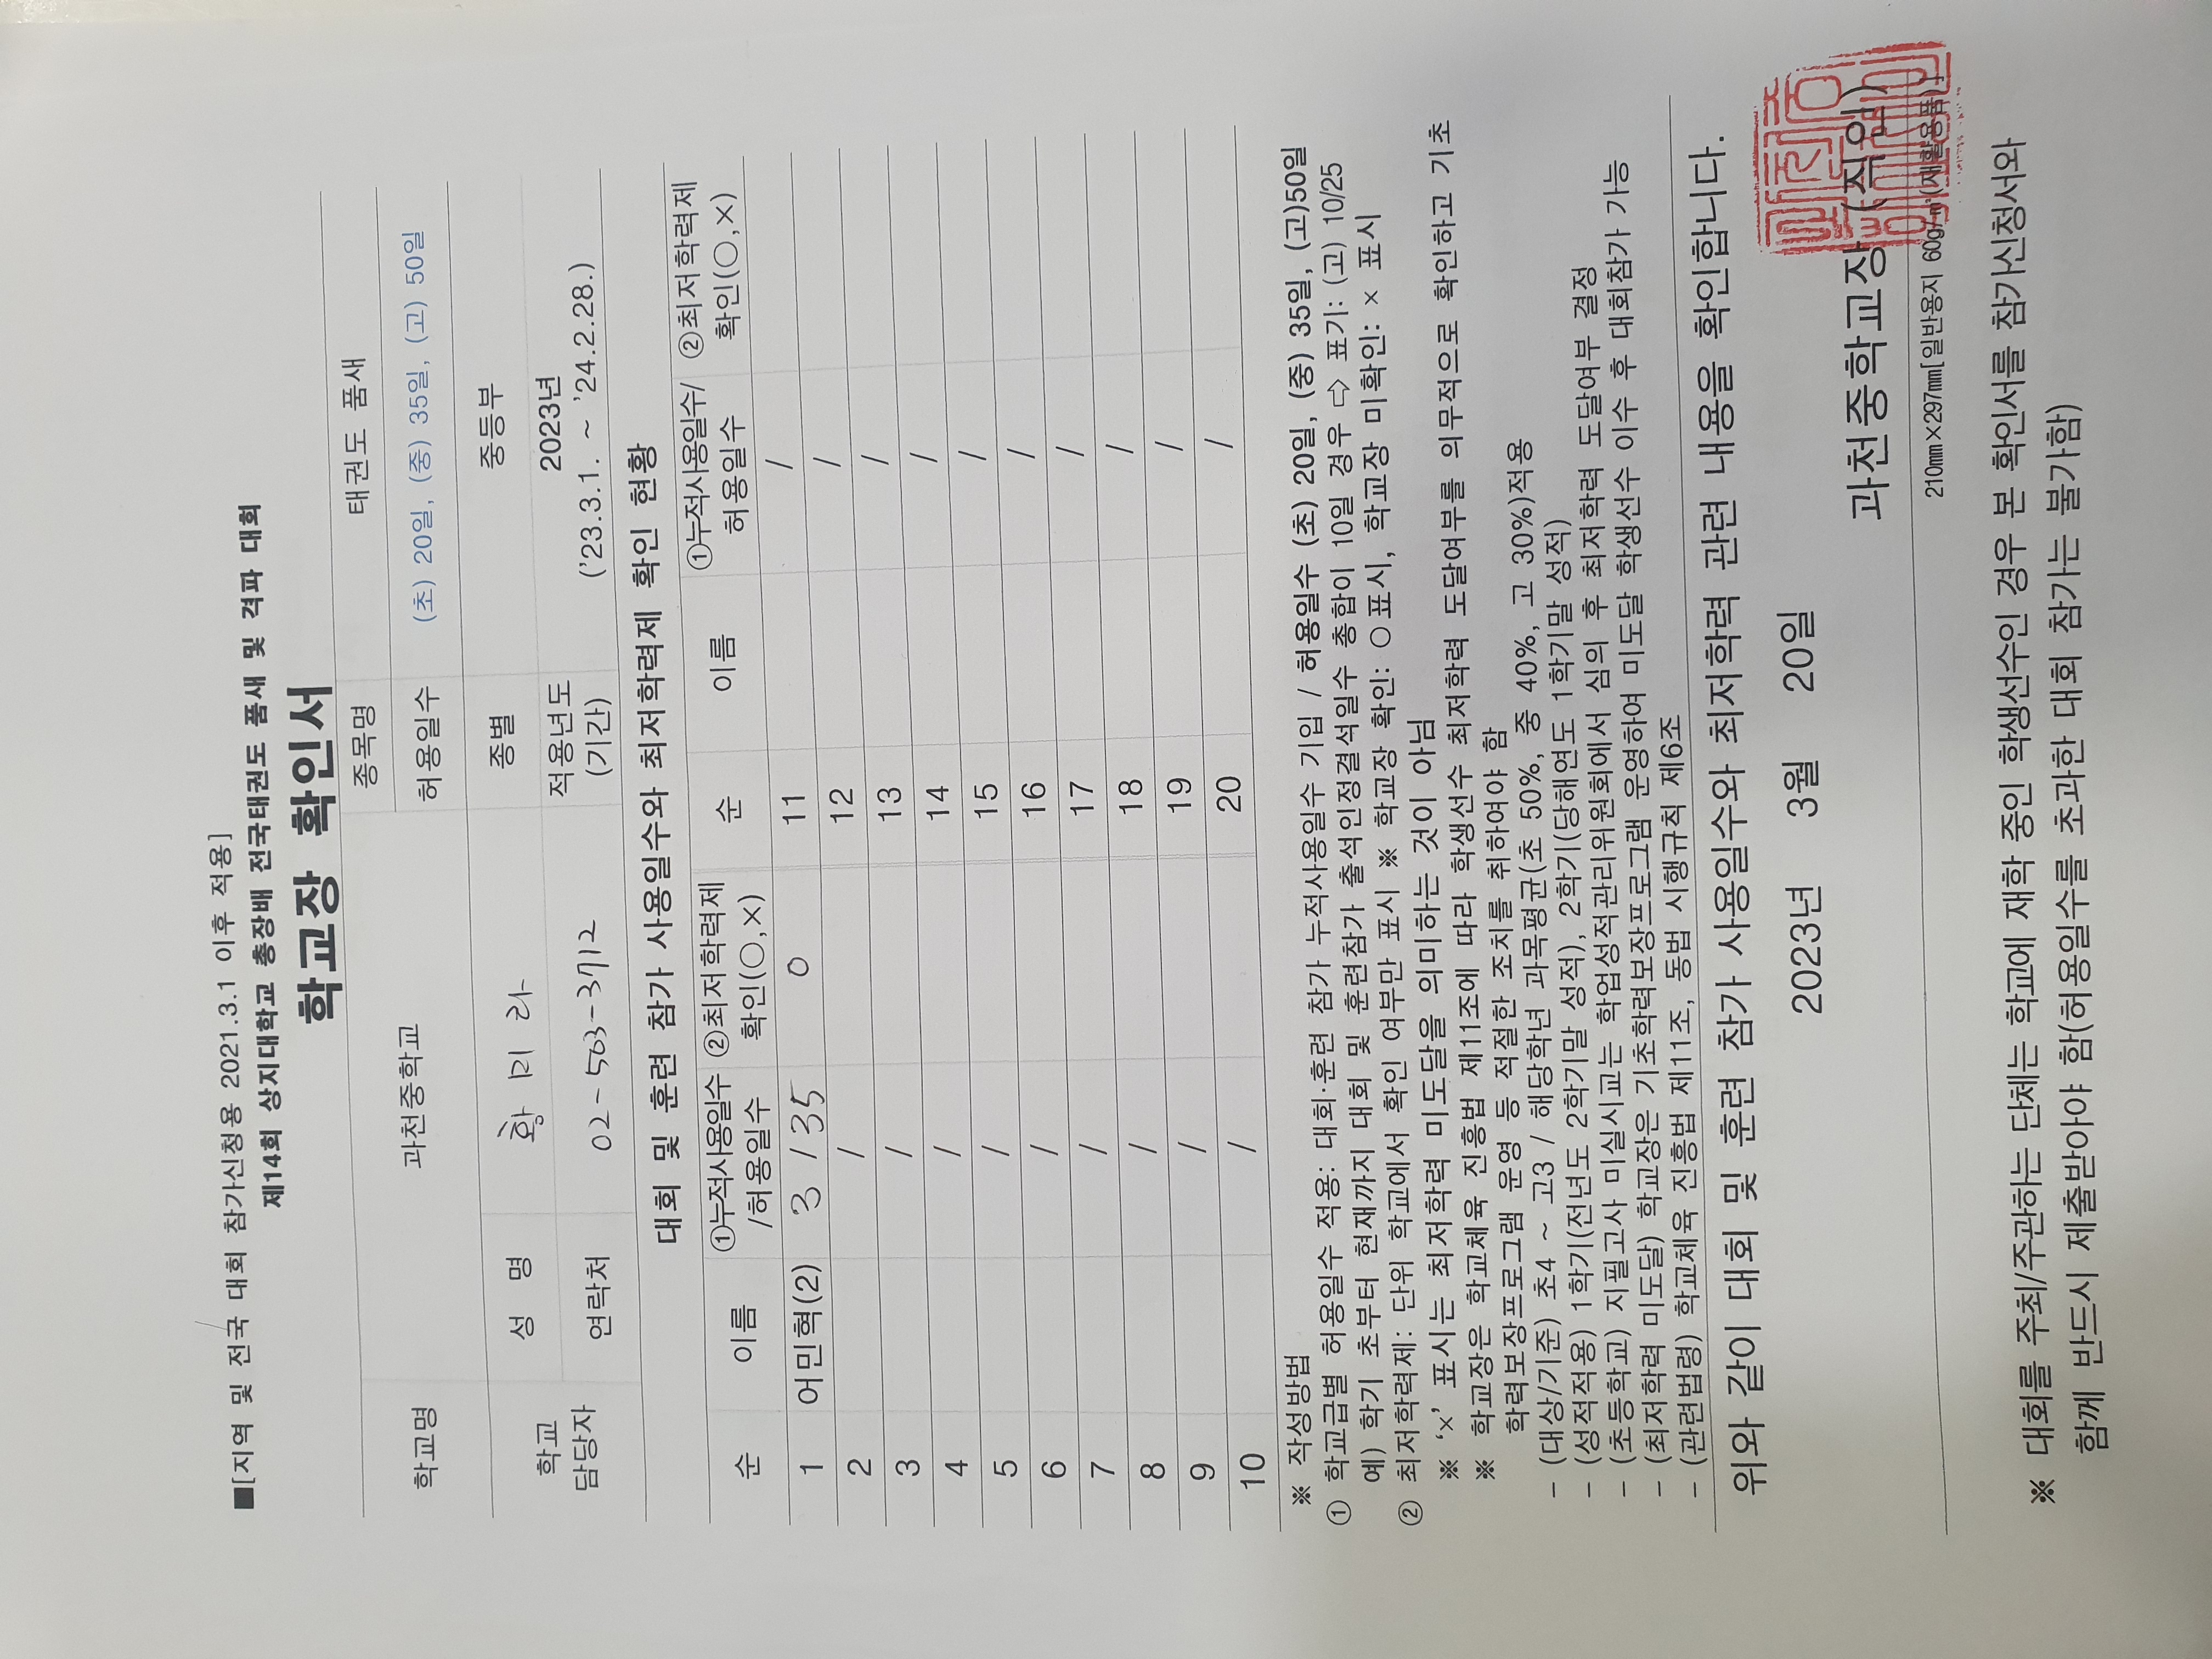 ■[지역 및 전국 대회 참가신청용 2021.3.1 이후 적용]
제14회 상지대학교 총장배 전국태권도 품새 및 격파 대회
학교장 확인서
학교명 과천중학교 종목명 태권도 품새
허용일수 (초) 20일, (중) 35일, (고) 50일
학교 담당자 성 명 황미라 종별 중등부
연락처 02-503-3712 적용년도 (기간) 2023년 ('23.3.1. ~ '24.2.28.)
대회 및 훈련 참가 사용일수와 최저학력제 확인 현황
순 이름 ①누적사용일수 /허용일수 ②최저학력제 확인(○,×) 순 이름 ①누적사용일수/ 허용일수 ②최저학력제 확인(○,×)
1 어민혁(2) 3 / 35 0 11 /
2 / 12 /
3 / 13 /
4 / 14 /
5 / 15 /
6 / 16 /
7 / 17 /
8 / 18 /
9 / 19 /
10 / 20 /
※ 작성방법
① 학교급별 허용일수 적용: 대회·훈련 참가 누적사용일수 기입 / 허용일수 (초) 20일, (중) 35일, (고)50일
예) 학기 초부터 현재까지 대회 및 훈련참가 출석인정결석일수 총합이 10일 경우 ⇨ 표기: (고) 10/25
② 최저학력제: 단위 학교에서 확인 여부만 표시 ※ 학교장 확인: ○표시, 학교장 미확인: × 표시
※ '×' 표시는 최저학력 미도달을 의미하는 것이 아님
※ 학교장은 학교체육 진흥법 제11조에 따라 학생선수 최저학력 도달여부를 의무적으로 확인하고 기초
학력보장프로그램 운영 등 적절한 조치를 취하여야 함
- (대상/기준) 초4 ~ 고3 / 해당학년 과목평균(초 50%, 중 40%, 고 30%)적용
- (성적적용) 1학기(전년도 2학기말 성적), 2학기(당해연도 1학기말 성적)
- (초등학교) 지필고사 미실시교는 학업성적관리위원회에서 심의 후 최저학력 도달여부 결정
- (최저학력 미도달) 학교장은 기초학력보장프로그램 운영하여 미도달 학생선수 이수 후 대회참가 가능
- (관련법령) 학교체육 진흥법 제11조, 동법 시행규칙 제6조
위와 같이 대회 및 훈련 참가 사용일수와 최저학력 관련 내용을 확인합니다.
2023년 3월 20일
과천중학교장 (직인)
210㎜×297㎜[일반용지 60g/㎡(재활용품)]
※ 대회를 주최/주관하는 단체는 학교에 재학 중인 학생선수인 경우 본 확인서를 참가신청서와
함께 반드시 제출받아야 함(허용일수를 초과한 대회 참가는 불가함)